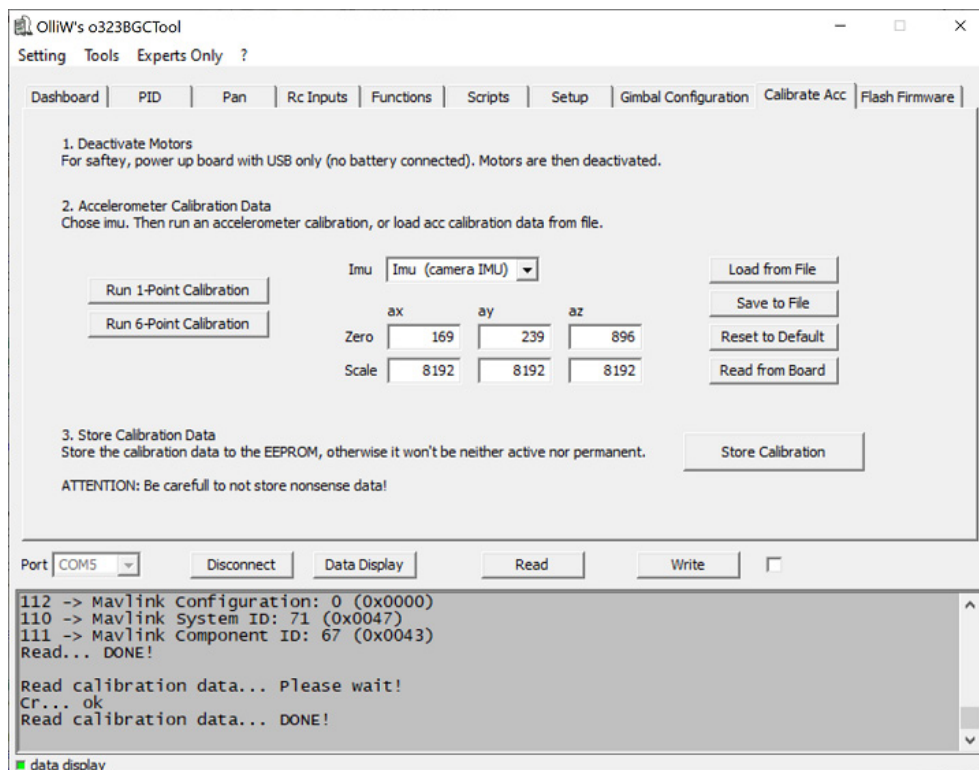 OlliW's o323BGCTool
Setting Tools Experts Only ?
Dashboard PID Pan Rc Inputs Functions Scripts Setup Gimbal Configuration Calibrate Acc Flash Firmware
1. Deactivate Motors
For saftey, power up board with USB only (no battery connected). Motors are then deactivated.
2. Accelerometer Calibration Data
Chose imu. Then run an accelerometer calibration, or load acc calibration data from file.
Imu Imu (camera IMU) Load from File
Run 1-Point Calibration Save to File
ax ay az
Run 6-Point Calibration Zero 169 239 896 Reset to Default
Scale 8192 8192 8192 Read from Board
3. Store Calibration Data
Store the calibration data to the EEPROM, otherwise it won't be neither active nor permanent. Store Calibration
ATTENTION: Be carefull to not store nonsense data!
Port COM5 Disconnect Data Display Read Write
112 -> Mavlink Configuration: 0 (0x0000)
110 -> Mavlink System ID: 71 (0x0047)
111 -> Mavlink Component ID: 67 (0x0043)
Read... DONE!
Read calibration data... Please wait!
Cr... ok
Read calibration data... DONE!
data display